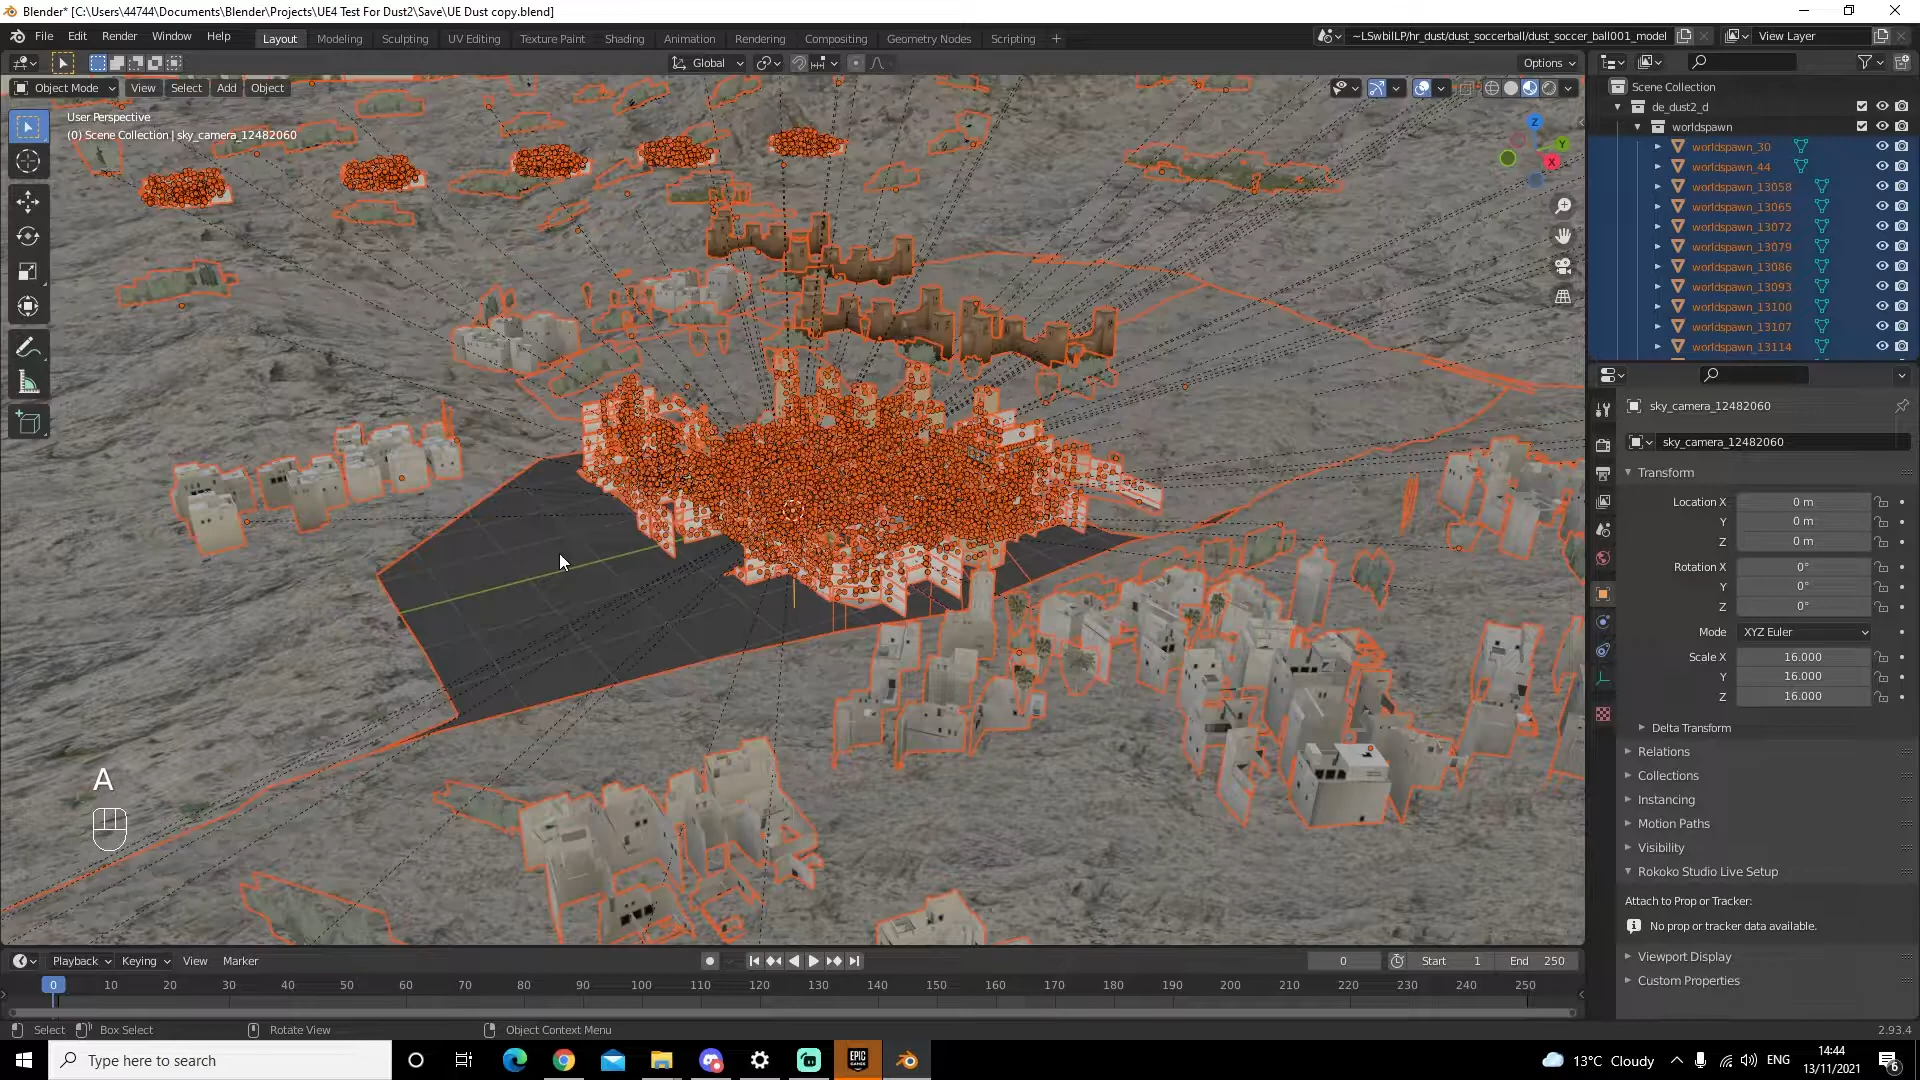 Blender* [C:\Users\44744\Documents\Blender\Projects\UE4 Test For Dust2\Save\UE Dust copy.blend]
File Edit Render Window Help
Layout Modeling Sculpting UV Editing Texture Paint Shading Animation Rendering Compositing Geometry Nodes Scripting +
~LSwbilLP/hr_dust/dust_soccerball/dust_soccer_ball001_model
View Layer
Global
Options
Object Mode View Select Add Object
User Perspective
(0) Scene Collection | sky_camera_12482060
Z
Y
X
Scene Collection
de_dust2_d
worldspawn
worldspawn_30
worldspawn_44
worldspawn_13058
worldspawn_13065
worldspawn_13072
worldspawn_13079
worldspawn_13086
worldspawn_13093
worldspawn_13100
worldspawn_13107
worldspawn_13114
sky_camera_12482060
sky_camera_12482060
Transform
Location X 0 m
Y 0 m
Z 0 m
Rotation X 0°
Y 0°
Z 0°
Mode XYZ Euler
Scale X 16.000
Y 16.000
Z 16.000
Delta Transform
Relations
Collections
Instancing
Motion Paths
Visibility
Rokoko Studio Live Setup
Attach to Prop or Tracker:
No prop or tracker data available.
Viewport Display
Custom Properties
A
Playback Keying View Marker
0 Start 1 End 250
0 10 20 30 40 50 60 70 80 90 100 110 120 130 140 150 160 170 180 190 200 210 220 230 240 250
Select Box Select Rotate View Object Context Menu
2.93.4
Type here to search
EPIC GAMES
13°C Cloudy
ENG
14:44
13/11/2021
6